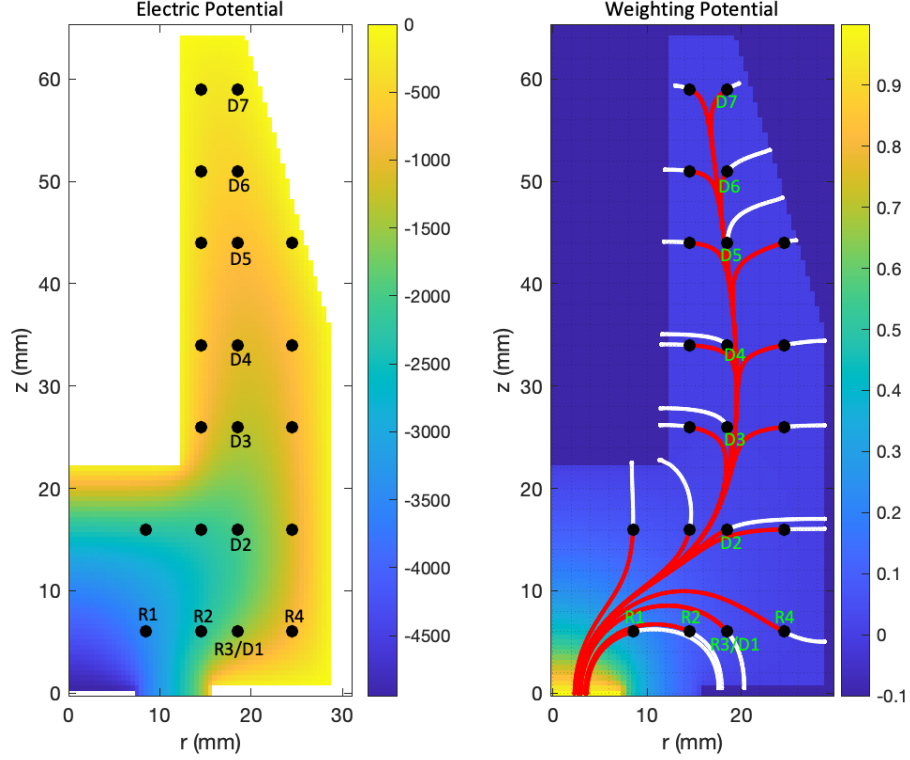 Electric Potential
60
50
40
30
20
10
0
z (mm)
0
10
20
30
r (mm)
D7
D6
D5
D4
D3
D2
R1
R2
R3/D1
R4
0
-500
-1000
-1500
-2000
-2500
-3000
-3500
-4000
-4500
Weighting Potential
60
50
40
30
20
10
0
z (mm)
0
10
20
r (mm)
D7
D6
D5
D4
D3
D2
R1
R2
R3/D1
R4
0.9
0.8
0.7
0.6
0.5
0.4
0.3
0.2
0.1
0
-0.1